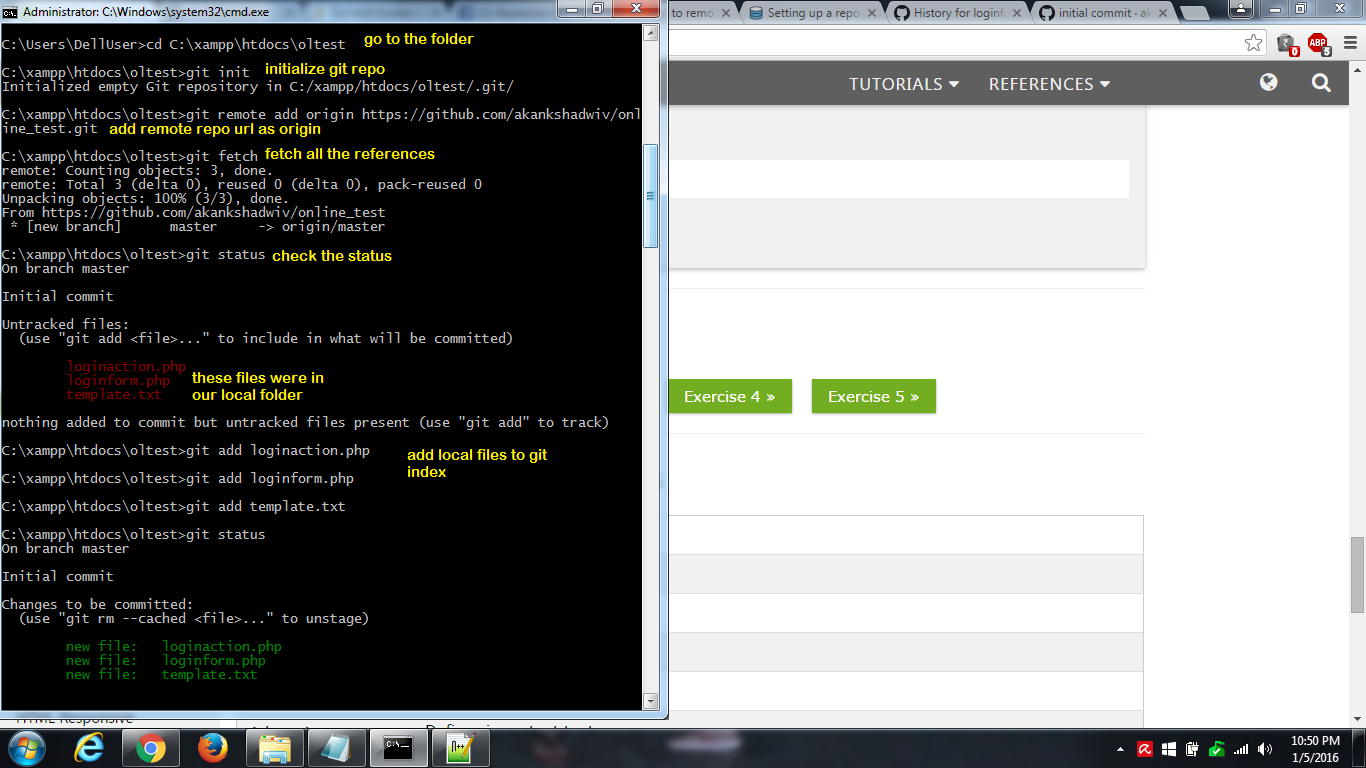 Administrator: C:\Windows\system32\cmd.exe
to remo
Setting up a repo
History for loginf
initial commit · ak
C:\Users\DellUser>cd C:\xampp\htdocs\oltest go to the folder
C:\xampp\htdocs\oltest>git init initialize git repo
Initialized empty Git repository in C:/xampp/htdocs/oltest/.git/
C:\xampp\htdocs\oltest>git remote add origin https://github.com/akankshadwiv/onl
ine_test.git add remote repo url as origin
C:\xampp\htdocs\oltest>git fetch fetch all the references
remote: Counting objects: 3, done.
remote: Total 3 (delta 0), reused 0 (delta 0), pack-reused 0
Unpacking objects: 100% (3/3), done.
From https://github.com/akankshadwiv/online_test
* [new branch] master -> origin/master
C:\xampp\htdocs\oltest>git status check the status
On branch master
Initial commit
Untracked files:
(use "git add <file>..." to include in what will be committed)
loginaction.php
loginform.php
template.txt
these files were in
our local folder
nothing added to commit but untracked files present (use "git add" to track)
C:\xampp\htdocs\oltest>git add loginaction.php
add local files to git
index
C:\xampp\htdocs\oltest>git add loginform.php
C:\xampp\htdocs\oltest>git add template.txt
C:\xampp\htdocs\oltest>git status
On branch master
Initial commit
Changes to be committed:
(use "git rm --cached <file>..." to unstage)
new file: loginaction.php
new file: loginform.php
new file: template.txt
0
ABP
5
TUTORIALS
REFERENCES
Exercise 4 »
Exercise 5 »
HTML Responsive
10:50 PM
1/5/2016